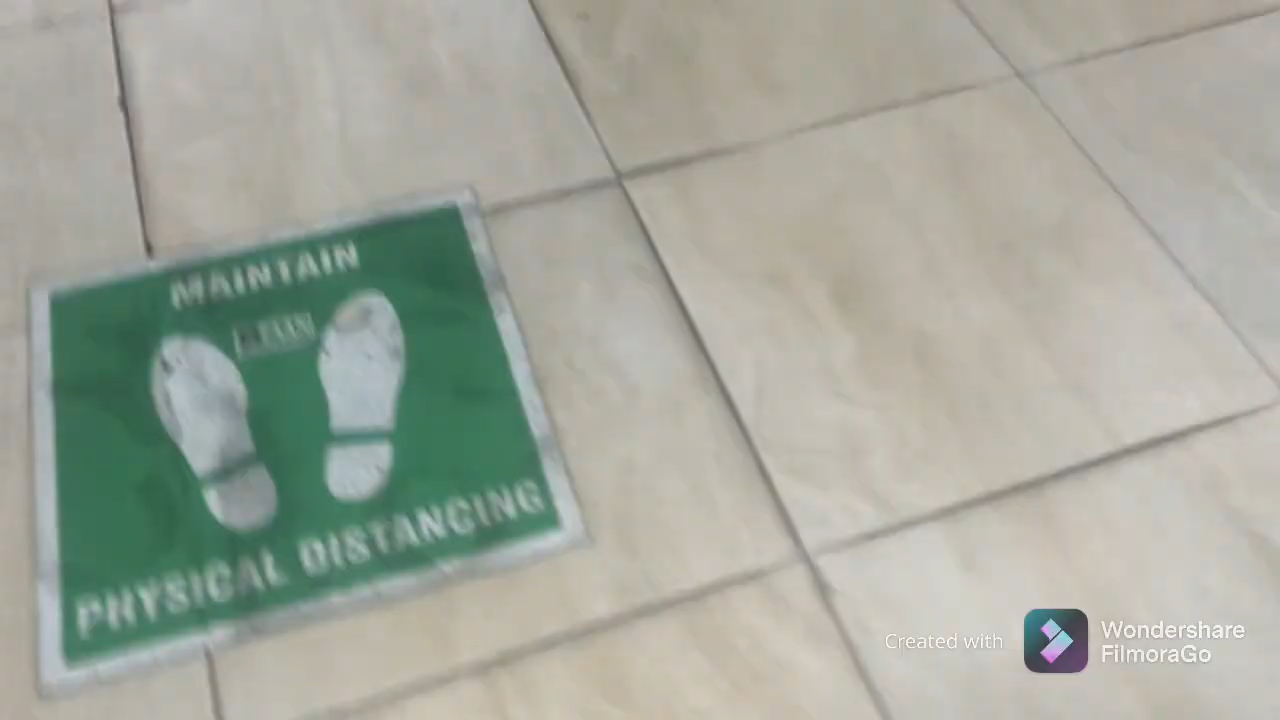 MAINTAIN
PHYSICAL DISTANCING
Created with
Wondershare
FilmoraGo